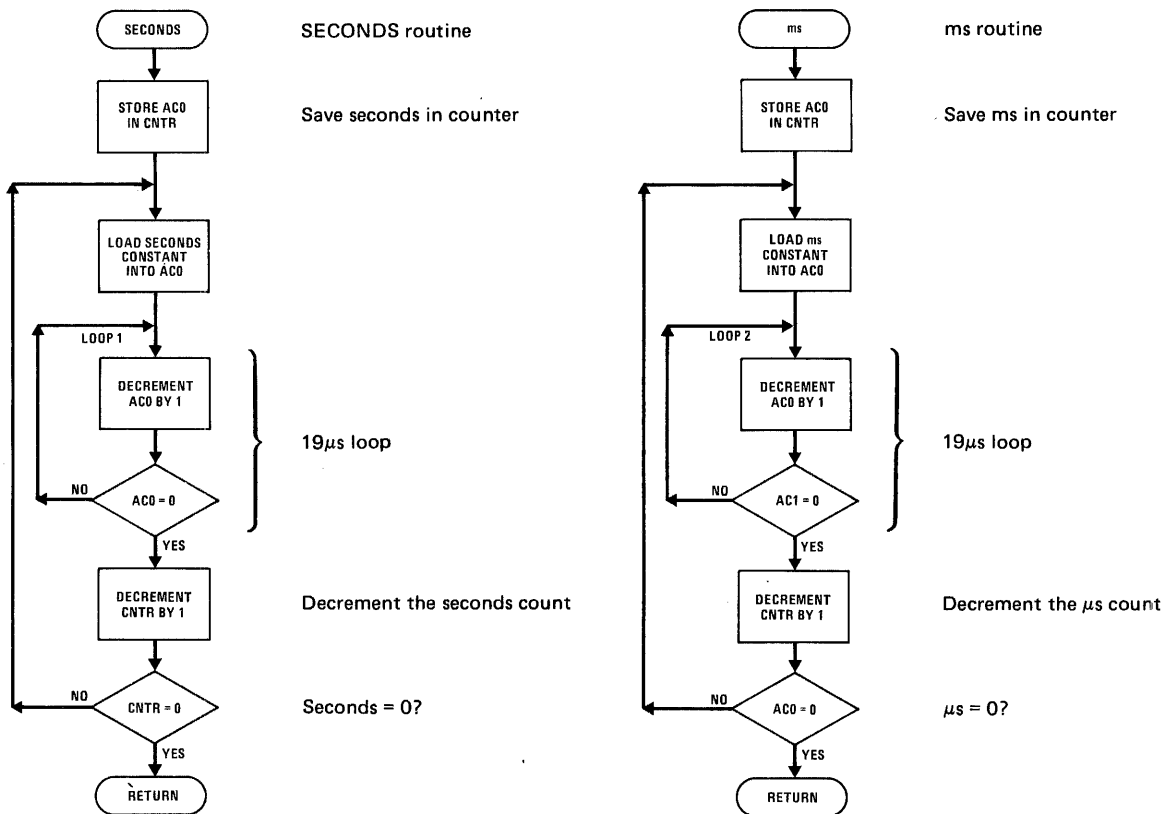 SECONDS
SECONDS routine
STORE AC0
IN CNTR
Save seconds in counter
LOAD SECONDS
CONSTANT
INTO AC0
LOOP 1
DECREMENT
AC0 BY 1
19μs loop
NO
AC0 = 0
YES
DECREMENT
CNTR BY 1
Decrement the seconds count
NO
CNTR = 0
Seconds = 0?
YES
RETURN
ms
ms routine
STORE AC0
IN CNTR
Save ms in counter
LOAD ms
CONSTANT
INTO AC0
LOOP 2
DECREMENT
AC0 BY 1
19μs loop
NO
AC1 = 0
YES
DECREMENT
CNTR BY 1
Decrement the μs count
NO
AC0 = 0
μs = 0?
YES
RETURN